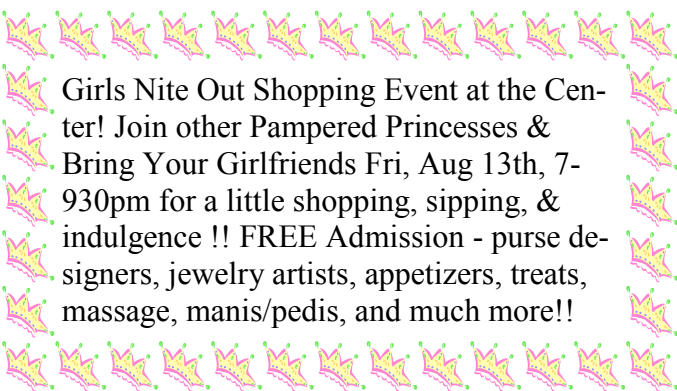 Girls Nite Out Shopping Event at the Cen-
ter! Join other Pampered Princesses &
Bring Your Girlfriends Fri, Aug 13th, 7-
930pm for a little shopping, sipping, &
indulgence !! FREE Admission - purse de-
signers, jewelry artists, appetizers, treats,
massage, manis/pedis, and much more!!